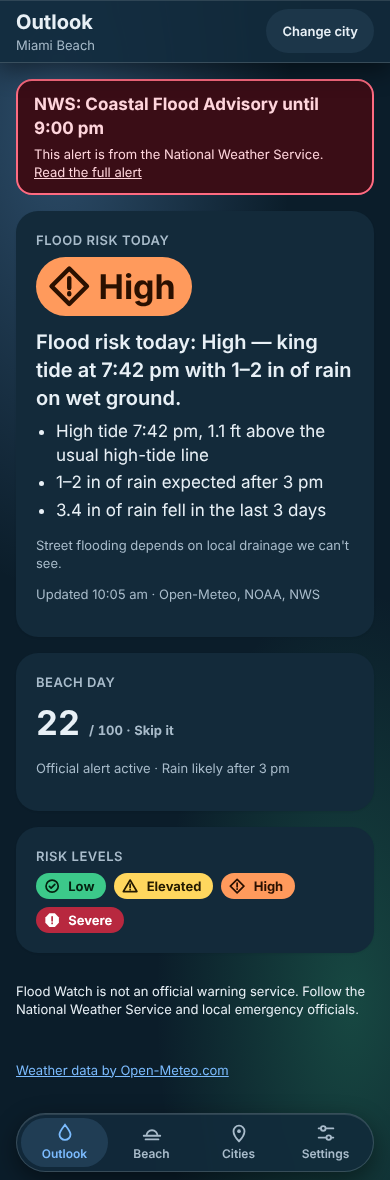 Outlook
Miami Beach
Change city
NWS: Coastal Flood Advisory until
9:00 pm
This alert is from the National Weather Service.
Read the full alert
FLOOD RISK TODAY
High
Flood risk today: High — king
tide at 7:42 pm with 1–2 in of rain
on wet ground.
• High tide 7:42 pm, 1.1 ft above the
usual high-tide line
• 1–2 in of rain expected after 3 pm
• 3.4 in of rain fell in the last 3 days
Street flooding depends on local drainage we can't
see.
Updated 10:05 am · Open-Meteo, NOAA, NWS
BEACH DAY
22 / 100 · Skip it
Official alert active · Rain likely after 3 pm
RISK LEVELS
Low Elevated High
Severe
Flood Watch is not an official warning service. Follow the
National Weather Service and local emergency officials.
Weather data by Open-Meteo.com
Outlook Beach Cities Settings